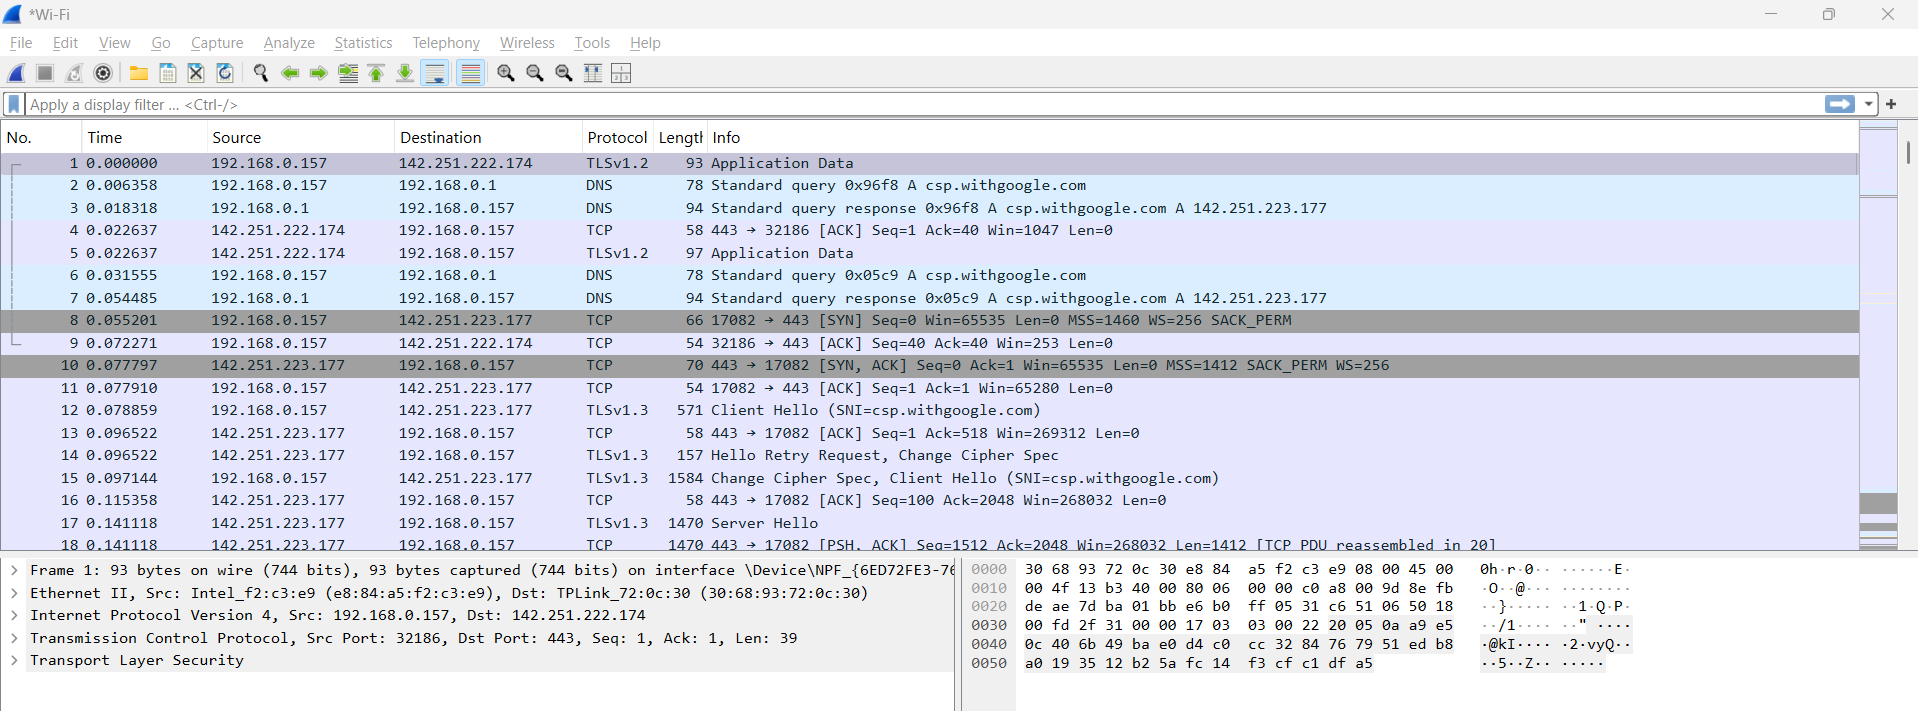 *Wi-Fi
File Edit View Go Capture Analyze Statistics Telephony Wireless Tools Help
Apply a display filter … <Ctrl-/>
No. Time Source Destination Protocol Length Info
1 0.000000 192.168.0.157 142.251.222.174 TLSv1.2 93 Application Data
2 0.006358 192.168.0.157 192.168.0.1 DNS 78 Standard query 0x96f8 A csp.withgoogle.com
3 0.018318 192.168.0.1 192.168.0.157 DNS 94 Standard query response 0x96f8 A csp.withgoogle.com A 142.251.223.177
4 0.022637 142.251.222.174 192.168.0.157 TCP 58 443 → 32186 [ACK] Seq=1 Ack=40 Win=1047 Len=0
5 0.022637 142.251.222.174 192.168.0.157 TLSv1.2 97 Application Data
6 0.031555 192.168.0.157 192.168.0.1 DNS 78 Standard query 0x05c9 A csp.withgoogle.com
7 0.054485 192.168.0.1 192.168.0.157 DNS 94 Standard query response 0x05c9 A csp.withgoogle.com A 142.251.223.177
8 0.055201 192.168.0.157 142.251.223.177 TCP 66 17082 → 443 [SYN] Seq=0 Win=65535 Len=0 MSS=1460 WS=256 SACK_PERM
9 0.072271 192.168.0.157 142.251.222.174 TCP 54 32186 → 443 [ACK] Seq=40 Ack=40 Win=253 Len=0
10 0.077797 142.251.223.177 192.168.0.157 TCP 70 443 → 17082 [SYN, ACK] Seq=0 Ack=1 Win=65535 Len=0 MSS=1412 SACK_PERM WS=256
11 0.077910 192.168.0.157 142.251.223.177 TCP 54 17082 → 443 [ACK] Seq=1 Ack=1 Win=65280 Len=0
12 0.078859 192.168.0.157 142.251.223.177 TLSv1.3 571 Client Hello (SNI=csp.withgoogle.com)
13 0.096522 142.251.223.177 192.168.0.157 TCP 58 443 → 17082 [ACK] Seq=1 Ack=518 Win=269312 Len=0
14 0.096522 142.251.223.177 192.168.0.157 TLSv1.3 157 Hello Retry Request, Change Cipher Spec
15 0.097144 192.168.0.157 142.251.223.177 TLSv1.3 1584 Change Cipher Spec, Client Hello (SNI=csp.withgoogle.com)
16 0.115358 142.251.223.177 192.168.0.157 TCP 58 443 → 17082 [ACK] Seq=100 Ack=2048 Win=268032 Len=0
17 0.141118 142.251.223.177 192.168.0.157 TLSv1.3 1470 Server Hello
18 0.141118 142.251.223.177 192.168.0.157 TCP 1470 443 → 17082 [PSH, ACK] Seq=1512 Ack=2048 Win=268032 Len=1412 [TCP PDU reassembled in 20]
Frame 1: 93 bytes on wire (744 bits), 93 bytes captured (744 bits) on interface \Device\NPF_{6ED72FE3-76
Ethernet II, Src: Intel_f2:c3:e9 (e8:84:a5:f2:c3:e9), Dst: TPLink_72:0c:30 (30:68:93:72:0c:30)
Internet Protocol Version 4, Src: 192.168.0.157, Dst: 142.251.222.174
Transmission Control Protocol, Src Port: 32186, Dst Port: 443, Seq: 1, Ack: 1, Len: 39
Transport Layer Security
0000 30 68 93 72 0c 30 e8 84 a5 f2 c3 e9 08 00 45 00 0h·r·0·· ······E·
0010 00 4f 13 b3 40 00 80 06 00 00 c0 a8 00 9d 8e fb ·O··@··· ········
0020 de ae 7d ba 01 bb e6 b0 ff 05 31 c6 51 06 50 18 ··}····· ··1·Q·P·
0030 00 fd 2f 31 00 00 17 03 03 00 22 20 05 0a a9 e5 ··/1···· ··" ····
0040 0c 40 6b 49 ba e0 d4 c0 cc 32 84 76 79 51 ed b8 ·@kI···· ·2·vyQ··
0050 a0 19 35 12 b2 5a fc 14 f3 cf c1 df a5 ··5··Z·· ·····